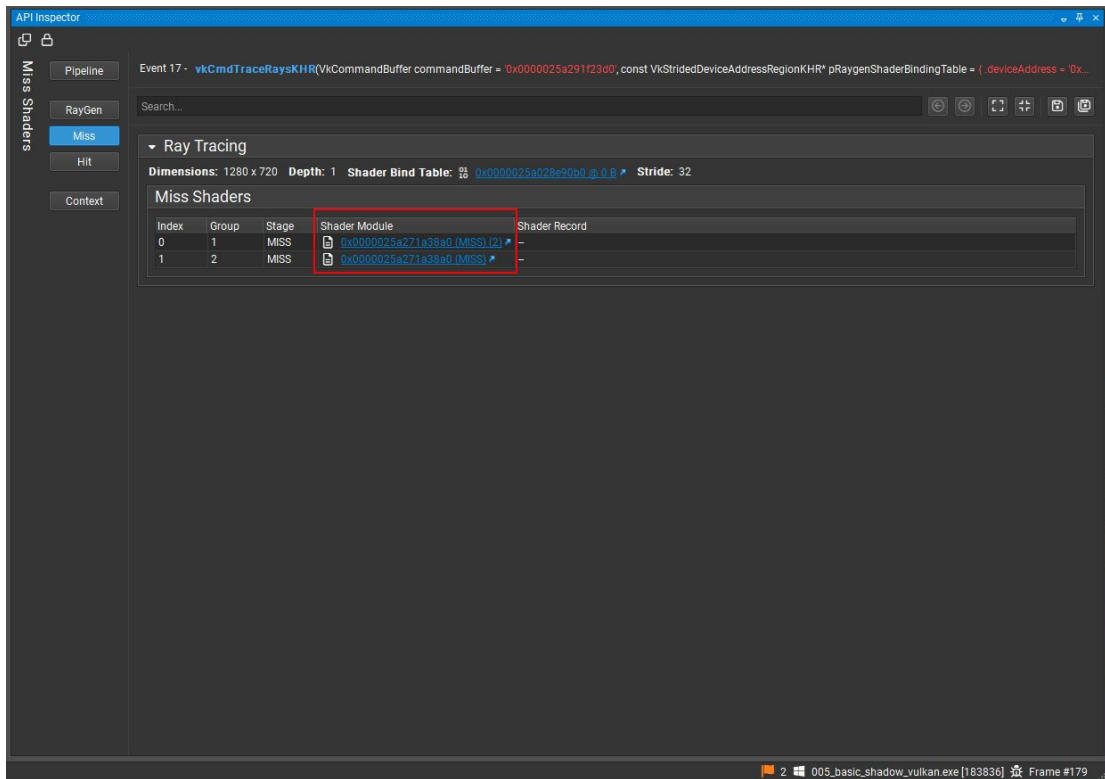 API Inspector
Miss Shaders
Pipeline
RayGen
Miss
Hit
Context
Event 17 - vkCmdTraceRaysKHR(VkCommandBuffer commandBuffer = '0x0000025a291f23d0', const VkStridedDeviceAddressRegionKHR* pRaygenShaderBindingTable = { .deviceAddress = '0x...
Search...
Ray Tracing
Dimensions: 1280 x 720 Depth: 1 Shader Bind Table: 01 10 0x0000025a028e90b0 @ 0 B Stride: 32
Miss Shaders
Index Group Stage Shader Module Shader Record
0 1 MISS 0x0000025a271a38a0 (MISS) (2) –
1 2 MISS 0x0000025a271a38a0 (MISS) –
2 005_basic_shadow_vulkan.exe [183836] Frame #179